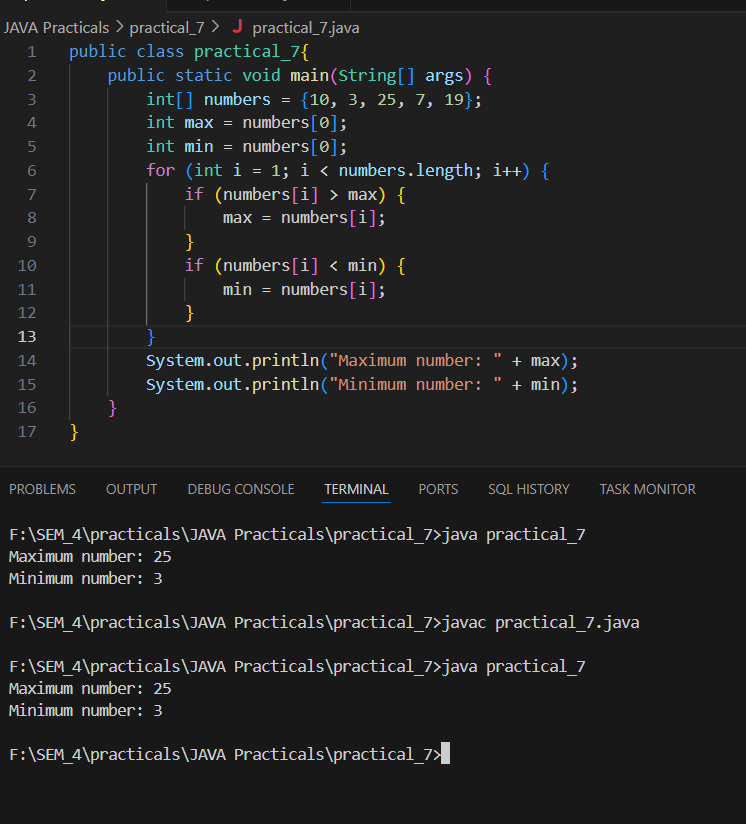 JAVA Practicals > practical_7 > J practical_7.java
1 public class practical_7{
2     public static void main(String[] args) {
3         int[] numbers = {10, 3, 25, 7, 19};
4         int max = numbers[0];
5         int min = numbers[0];
6         for (int i = 1; i < numbers.length; i++) {
7             if (numbers[i] > max) {
8                 max = numbers[i];
9             }
10             if (numbers[i] < min) {
11                 min = numbers[i];
12             }
13         }
14         System.out.println("Maximum number: " + max);
15         System.out.println("Minimum number: " + min);
16     }
17 }
PROBLEMS OUTPUT DEBUG CONSOLE TERMINAL PORTS SQL HISTORY TASK MONITOR
F:\SEM_4\practicals\JAVA Practicals\practical_7>java practical_7
Maximum number: 25
Minimum number: 3
F:\SEM_4\practicals\JAVA Practicals\practical_7>javac practical_7.java
F:\SEM_4\practicals\JAVA Practicals\practical_7>java practical_7
Maximum number: 25
Minimum number: 3
F:\SEM_4\practicals\JAVA Practicals\practical_7>